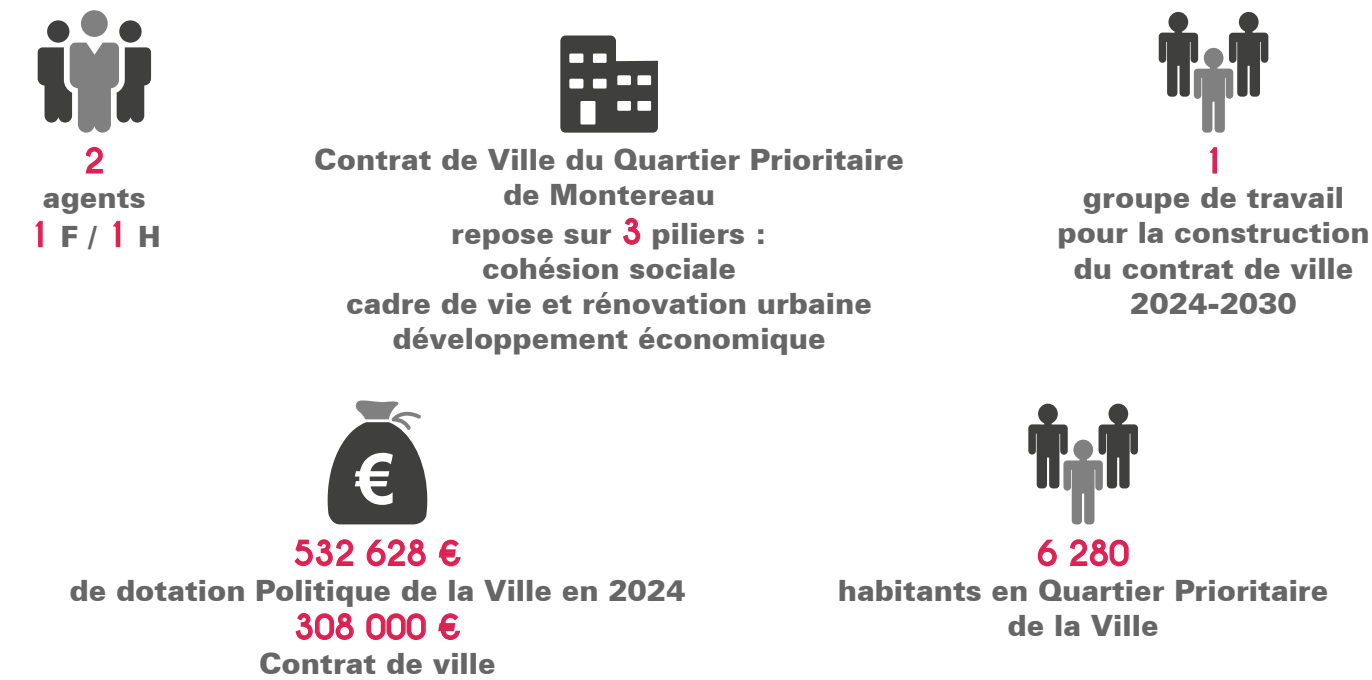 2
agents
1 F / 1 H
Contrat de Ville du Quartier Prioritaire
de Montereau
repose sur 3 piliers :
cohésion sociale
cadre de vie et rénovation urbaine
développement économique
1
groupe de travail
pour la construction
du contrat de ville
2024-2030
€
532 628 €
de dotation Politique de la Ville en 2024
308 000 €
Contrat de ville
6 280
habitants en Quartier Prioritaire
de la Ville